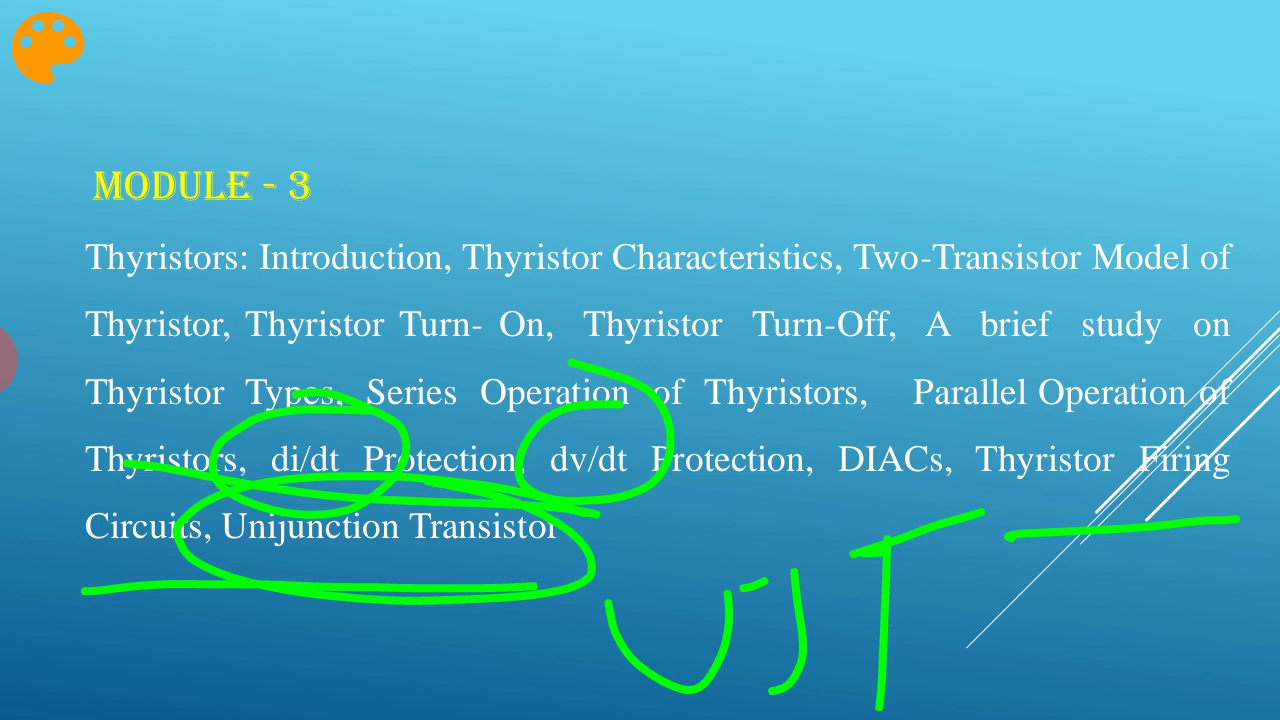 MODULE - 3
Thyristors: Introduction, Thyristor Characteristics, Two-Transistor Model of
Thyristor, Thyristor Turn- On, Thyristor Turn-Off, A brief study on
Thyristor Types, Series Operation of Thyristors, Parallel Operation of
Thyristors, di/dt Protection, dv/dt Protection, DIACs, Thyristor Firing
Circuits, Unijunction Transistor
UJT